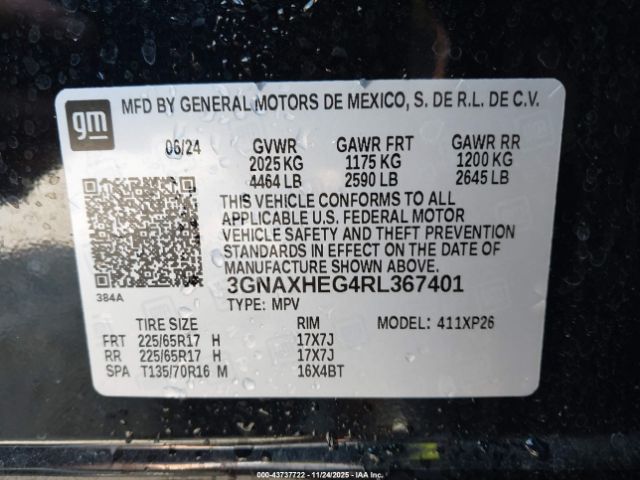 gm
MFD BY GENERAL MOTORS DE MEXICO, S. DE R.L. DE C.V.
06/24 GVWR GAWR FRT GAWR RR
2025 KG 1175 KG 1200 KG
4464 LB 2590 LB 2645 LB
THIS VEHICLE CONFORMS TO ALL
APPLICABLE U.S. FEDERAL MOTOR
VEHICLE SAFETY AND THEFT PREVENTION
STANDARDS IN EFFECT ON THE DATE OF
MANUFACTURE SHOWN ABOVE.
384A 3GNAXHEG4RL367401
TYPE: MPV
TIRE SIZE RIM MODEL: 411XP26
FRT 225/65R17 H 17X7J
RR 225/65R17 H 17X7J
SPA T135/70R16 M 16X4BT
000-43737722 11/24/2025 IAA Inc.